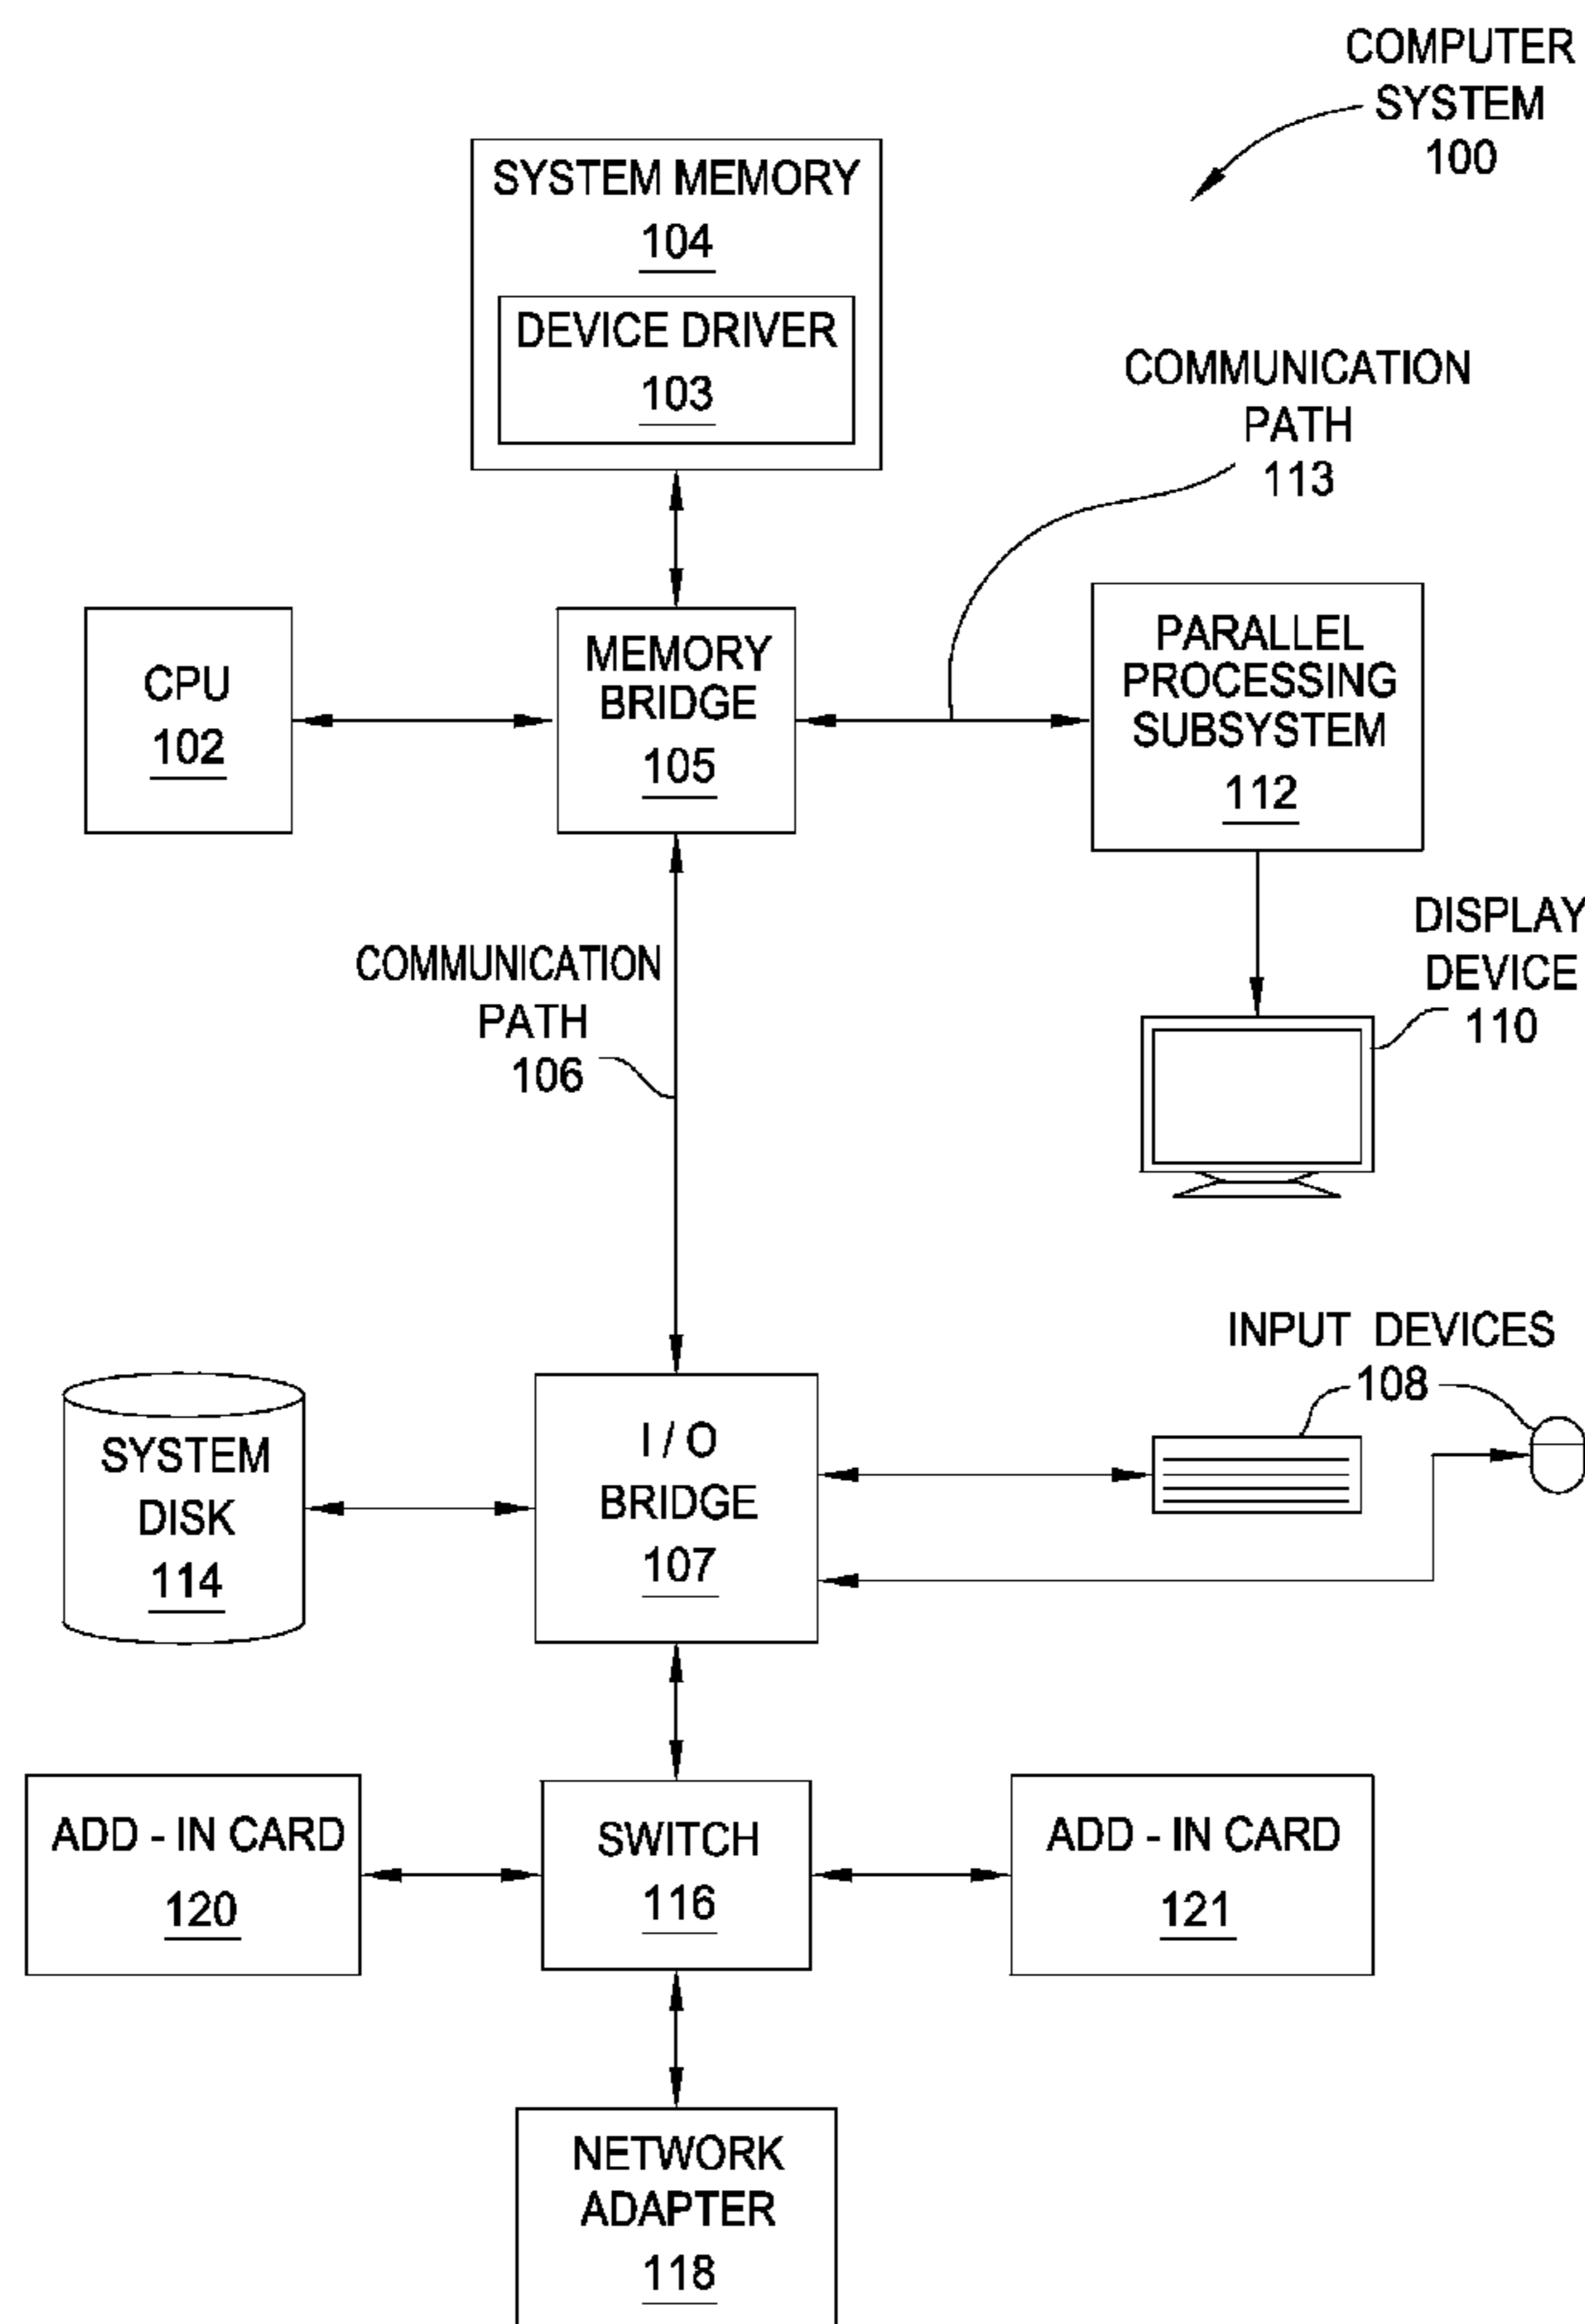 COMPUTER
SYSTEM
100
SYSTEM MEMORY
104
DEVICE DRIVER
103
COMMUNICATION
PATH
113
CPU
102
MEMORY
BRIDGE
105
PARALLEL
PROCESSING
SUBSYSTEM
112
COMMUNICATION
PATH
106
DISPLAY
DEVICE
110
INPUT DEVICES
108
SYSTEM
DISK
114
I / O
BRIDGE
107
ADD - IN CARD
120
SWITCH
116
ADD - IN CARD
121
NETWORK
ADAPTER
118